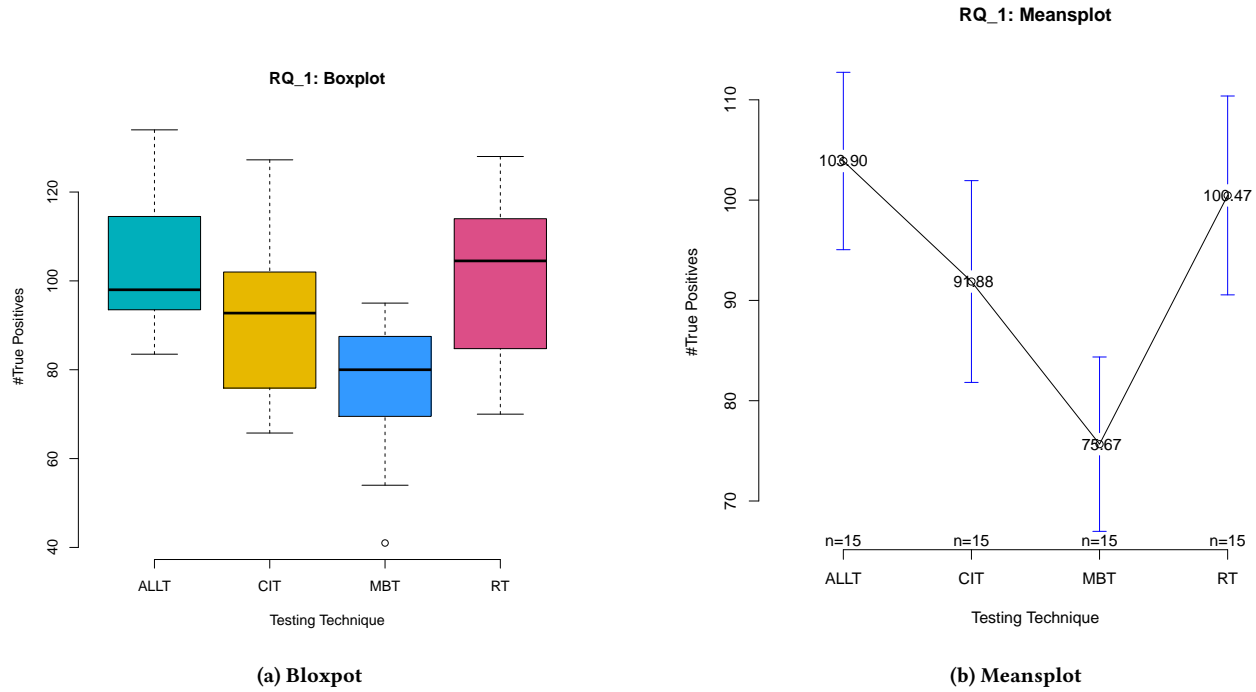 RQ_1: Boxplot
#True Positives
120
100
80
60
40
ALLT CIT MBT RT
Testing Technique
(a) Bloxpot
RQ_1: Meansplot
#True Positives
110
100
90
80
70
103.90
91.88
75.67
100.47
n=15 n=15 n=15 n=15
ALLT CIT MBT RT
Testing Technique
(b) Meansplot